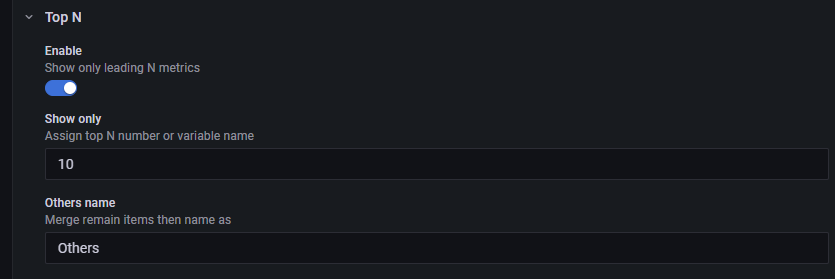 Top N
Enable
Show only leading N metrics
Show only
Assign top N number or variable name
10
Others name
Merge remain items then name as
Others